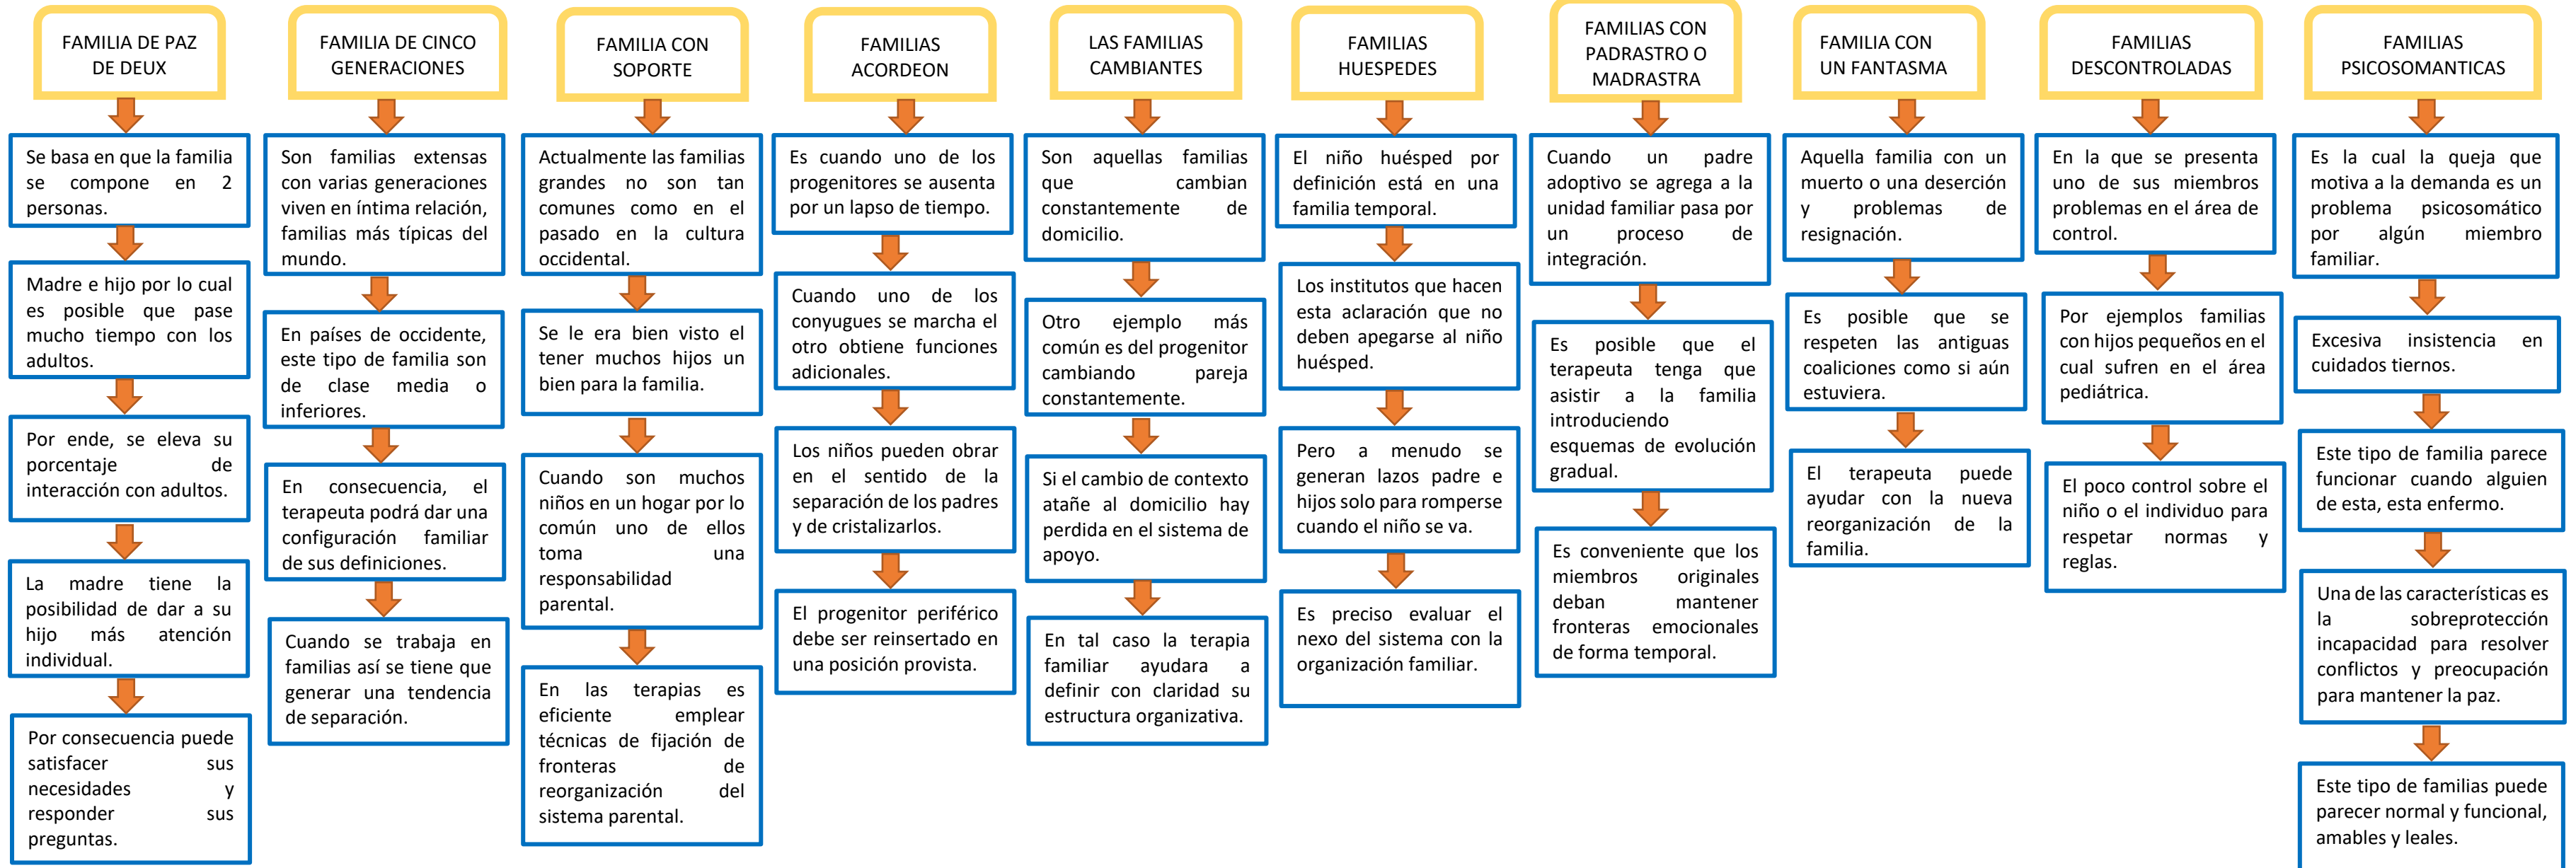 FAMILIA DE PAZ
DE DEUX
Se basa en que la familia
se compone en 2
personas.
Madre e hijo por lo cual
es posible que pase
mucho tiempo con los
adultos.
Por ende, se eleva su
porcentaje de
interacción con adultos.
La madre tiene la
posibilidad de dar a su
hijo más atención
individual.
Por consecuencia puede
satisfacer sus
necesidades y
responder sus
preguntas.
FAMILIA DE CINCO
GENERACIONES
Son familias extensas
con varias generaciones
viven en íntima relación,
familias más típicas del
mundo.
En países de occidente,
este tipo de familia son
de clase media o
inferiores.
En consecuencia, el
terapeuta podrá dar una
configuración familiar
de sus definiciones.
Cuando se trabaja en
familias así se tiene que
generar una tendencia
de separación.
FAMILIA CON
SOPORTE
Actualmente las familias
grandes no son tan
comunes como en el
pasado en la cultura
occidental.
Se le era bien visto el
tener muchos hijos un
bien para la familia.
Cuando son muchos
niños en un hogar por lo
común uno de ellos
toma una
responsabilidad
parental.
En las terapias es
eficiente emplear
técnicas de fijación de
fronteras de
reorganización del
sistema parental.
FAMILIAS
ACORDEON
Es cuando uno de los
progenitores se ausenta
por un lapso de tiempo.
Cuando uno de los
conyugues se marcha el
otro obtiene funciones
adicionales.
Los niños pueden obrar
en el sentido de la
separación de los padres
y de cristalizarlos.
El progenitor periférico
debe ser reinsertado en
una posición provista.
LAS FAMILIAS
CAMBIANTES
Son aquellas familias
que cambian
constantemente de
domicilio.
Otro ejemplo más
común es del progenitor
cambiando pareja
constantemente.
Si el cambio de contexto
atañe al domicilio hay
perdida en el sistema de
apoyo.
En tal caso la terapia
familiar ayudara a
definir con claridad su
estructura organizativa.
FAMILIAS
HUESPEDES
El niño huésped por
definición está en una
familia temporal.
Los institutos que hacen
esta aclaración que no
deben apegarse al niño
huésped.
Pero a menudo se
generan lazos padre e
hijos solo para romperse
cuando el niño se va.
Es preciso evaluar el
nexo del sistema con la
organización familiar.
FAMILIAS CON
PADRASTRO O
MADRASTRA
Cuando un padre
adoptivo se agrega a la
unidad familiar pasa por
un proceso de
integración.
Es posible que el
terapeuta tenga que
asistir a la familia
introduciendo
esquemas de evolución
gradual.
Es conveniente que los
miembros originales
deban mantener
fronteras emocionales
de forma temporal.
FAMILIA CON
UN FANTASMA
Aquella familia con un
muerto o una deserción
y problemas de
resignación.
Es posible que se
respeten las antiguas
coaliciones como si aún
estuviera.
El terapeuta puede
ayudar con la nueva
reorganización de la
familia.
FAMILIAS
DESCONTROLADAS
En la que se presenta
uno de sus miembros
problemas en el área de
control.
Por ejemplos familias
con hijos pequeños en el
cual sufren en el área
pediátrica.
El poco control sobre el
niño o el individuo para
respetar normas y
reglas.
FAMILIAS
PSICOSOMANTICAS
Es la cual la queja que
motiva a la demanda es un
problema psicosomático
por algún miembro
familiar.
Excesiva insistencia en
cuidados tiernos.
Este tipo de familia parece
funcionar cuando alguien
de esta, esta enfermo.
Una de las características es
la sobreprotección
incapacidad para resolver
conflictos y preocupación
para mantener la paz.
Este tipo de familias puede
parecer normal y funcional,
amables y leales.